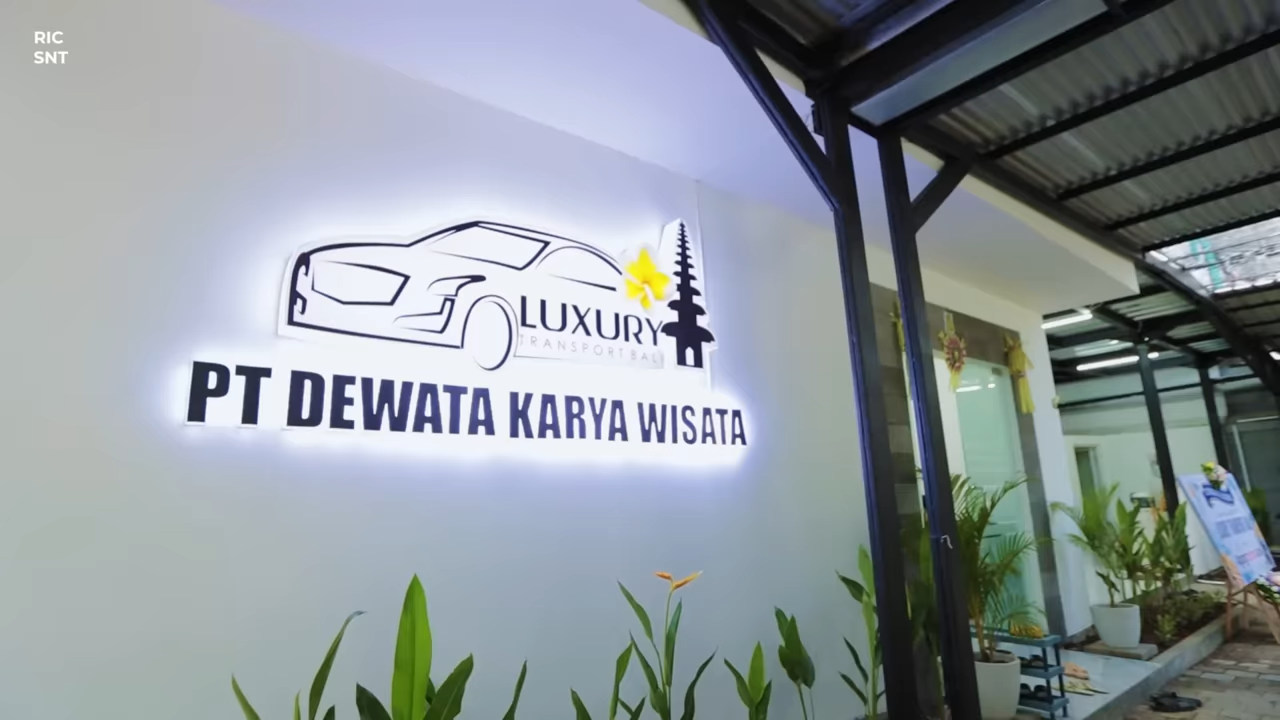 RIC
SNT
LUXURY
TRANSPORT BALI
PT DEWATA KARYA WISATA